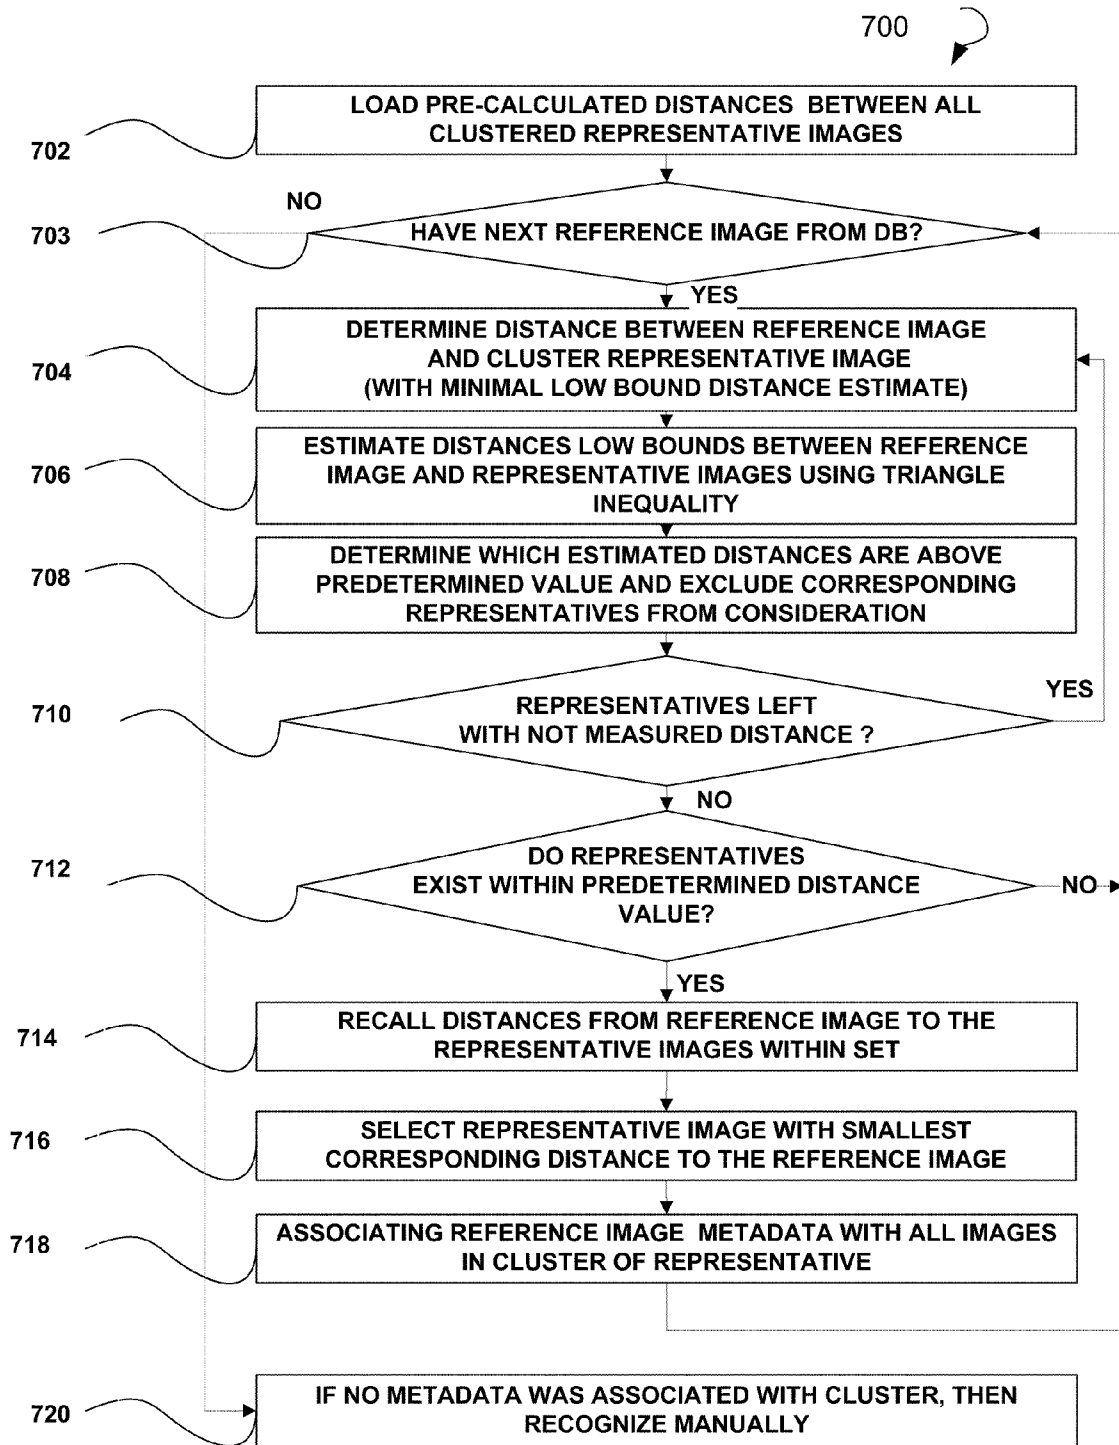 700
LOAD PRE-CALCULATED DISTANCES BETWEEN ALL
CLUSTERED REPRESENTATIVE IMAGES
702
NO
703
HAVE NEXT REFERENCE IMAGE FROM DB?
YES
DETERMINE DISTANCE BETWEEN REFERENCE IMAGE
AND CLUSTER REPRESENTATIVE IMAGE
(WITH MINIMAL LOW BOUND DISTANCE ESTIMATE)
704
ESTIMATE DISTANCES LOW BOUNDS BETWEEN REFERENCE
IMAGE AND REPRESENTATIVE IMAGES USING TRIANGLE
INEQUALITY
706
DETERMINE WHICH ESTIMATED DISTANCES ARE ABOVE
PREDETERMINED VALUE AND EXCLUDE CORRESPONDING
REPRESENTATIVES FROM CONSIDERATION
708
YES
REPRESENTATIVES LEFT
WITH NOT MEASURED DISTANCE ?
710
NO
DO REPRESENTATIVES
EXIST WITHIN PREDETERMINED DISTANCE
VALUE?
712
NO
YES
RECALL DISTANCES FROM REFERENCE IMAGE TO THE
REPRESENTATIVE IMAGES WITHIN SET
714
SELECT REPRESENTATIVE IMAGE WITH SMALLEST
CORRESPONDING DISTANCE TO THE REFERENCE IMAGE
716
ASSOCIATING REFERENCE IMAGE METADATA WITH ALL IMAGES
IN CLUSTER OF REPRESENTATIVE
718
IF NO METADATA WAS ASSOCIATED WITH CLUSTER, THEN
RECOGNIZE MANUALLY
720